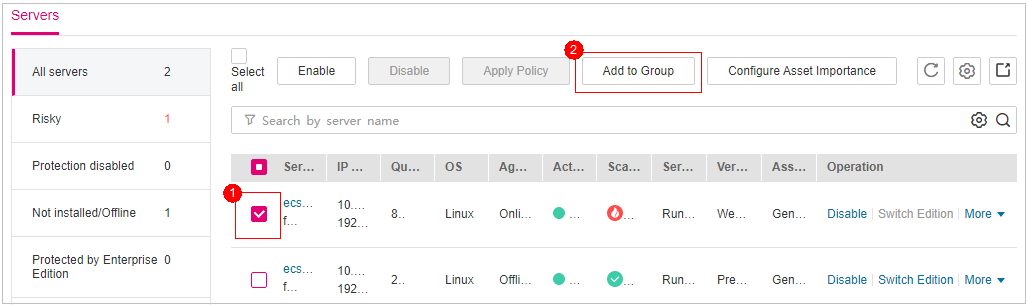 Servers
All servers 2
Risky 1
Protection disabled 0
Not installed/Offline 1
Protected by Enterprise 0
Edition
2
Select
all
Enable Disable Apply Policy Add to Group Configure Asset Importance
Search by server name
Ser... IP ... Qu... OS Ag... Act... Sca... Ser... Ver... Ass... Operation
1
ecs... 10.... 8.. Linux Onli... ... ... Run... We... Gen... Disable Switch Edition More
f... 192...
ecs... 10.... 2.. Linux Offli... ... ... Run... Pre... Gen... Disable Switch Edition More
f... 192...